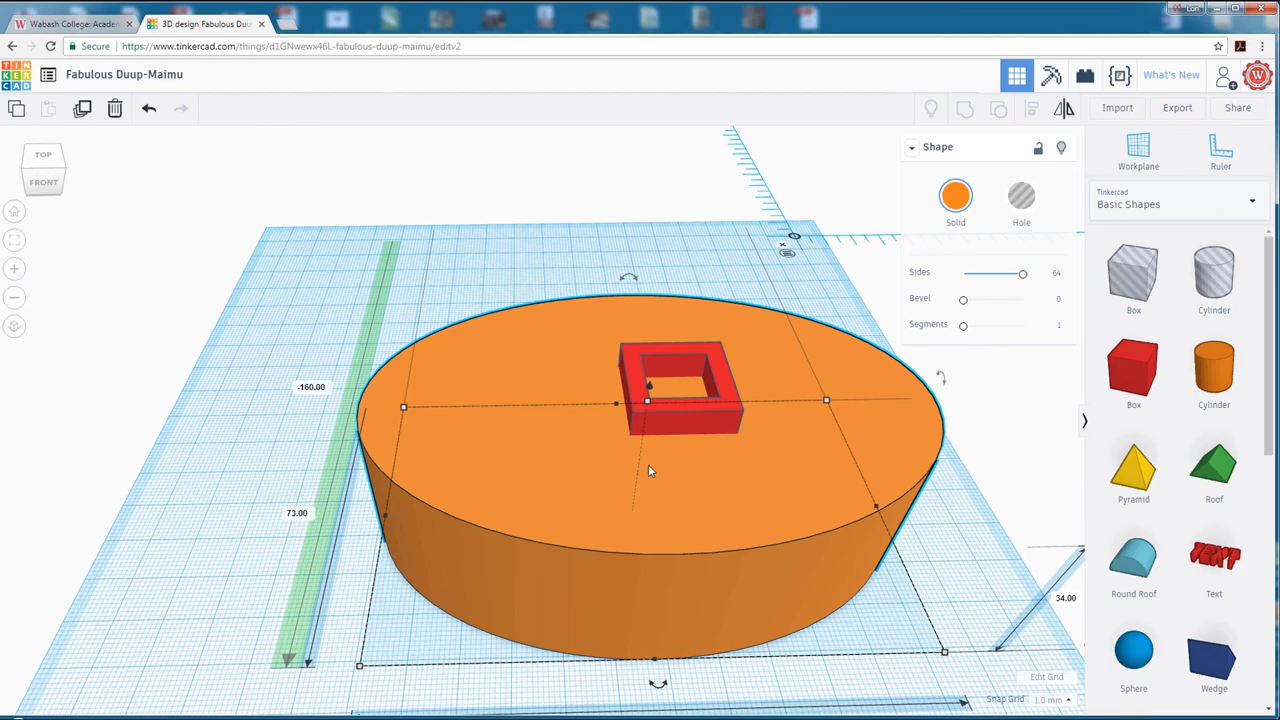 Wabash College: Academ
3D design Fabulous Duup
Lon
Secure
https://www.tinkercad.com/things/d1GNwewx46L-fabulous-duup-maimu/editv2
TIN
KER
CAD
Fabulous Duup-Maimu
What's New
Import
Export
Share
TOP
FRONT
Shape
Solid
Hole
Sides
64
Bevel
0
Segments
1
Workplane
Ruler
Tinkercad
Basic Shapes
Box
Cylinder
Box
Cylinder
Pyramid
Roof
Round Roof
TEXT
Text
Sphere
Wedge
-160.00
73.00
34.00
Edit Grid
Snap Grid
1.0 mm